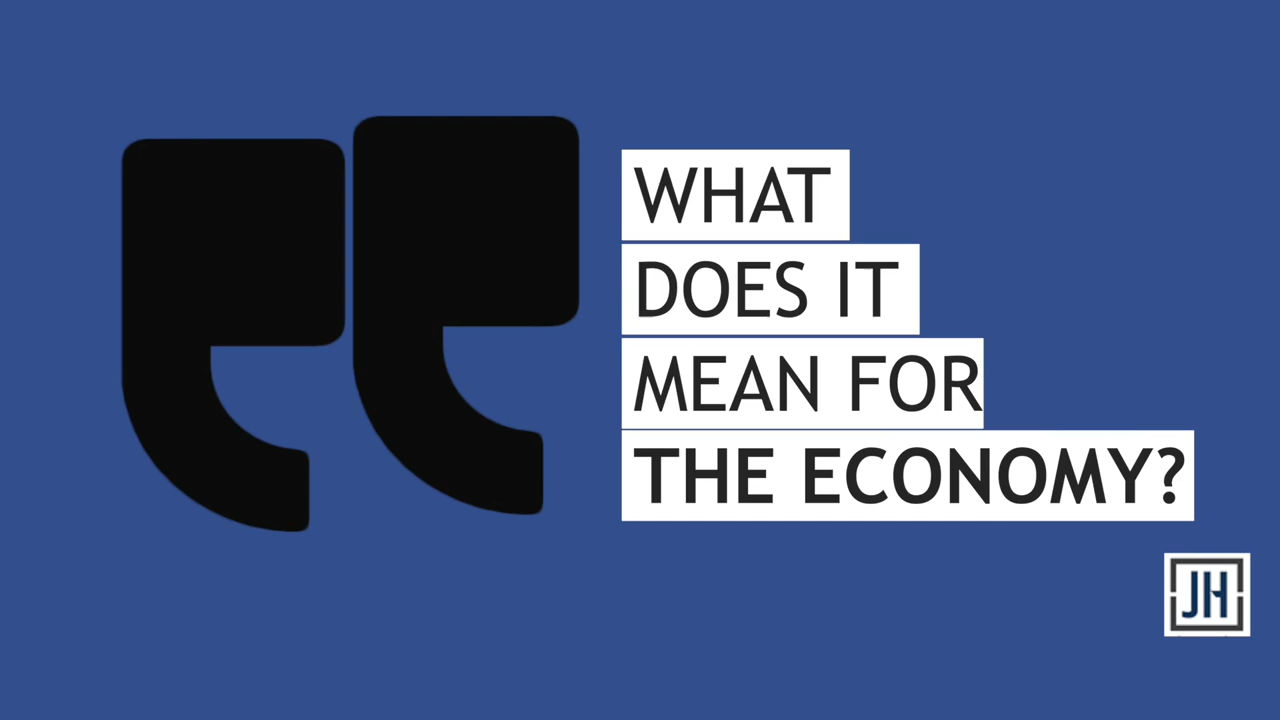 WHAT
DOES IT
MEAN FOR
THE ECONOMY?
JH